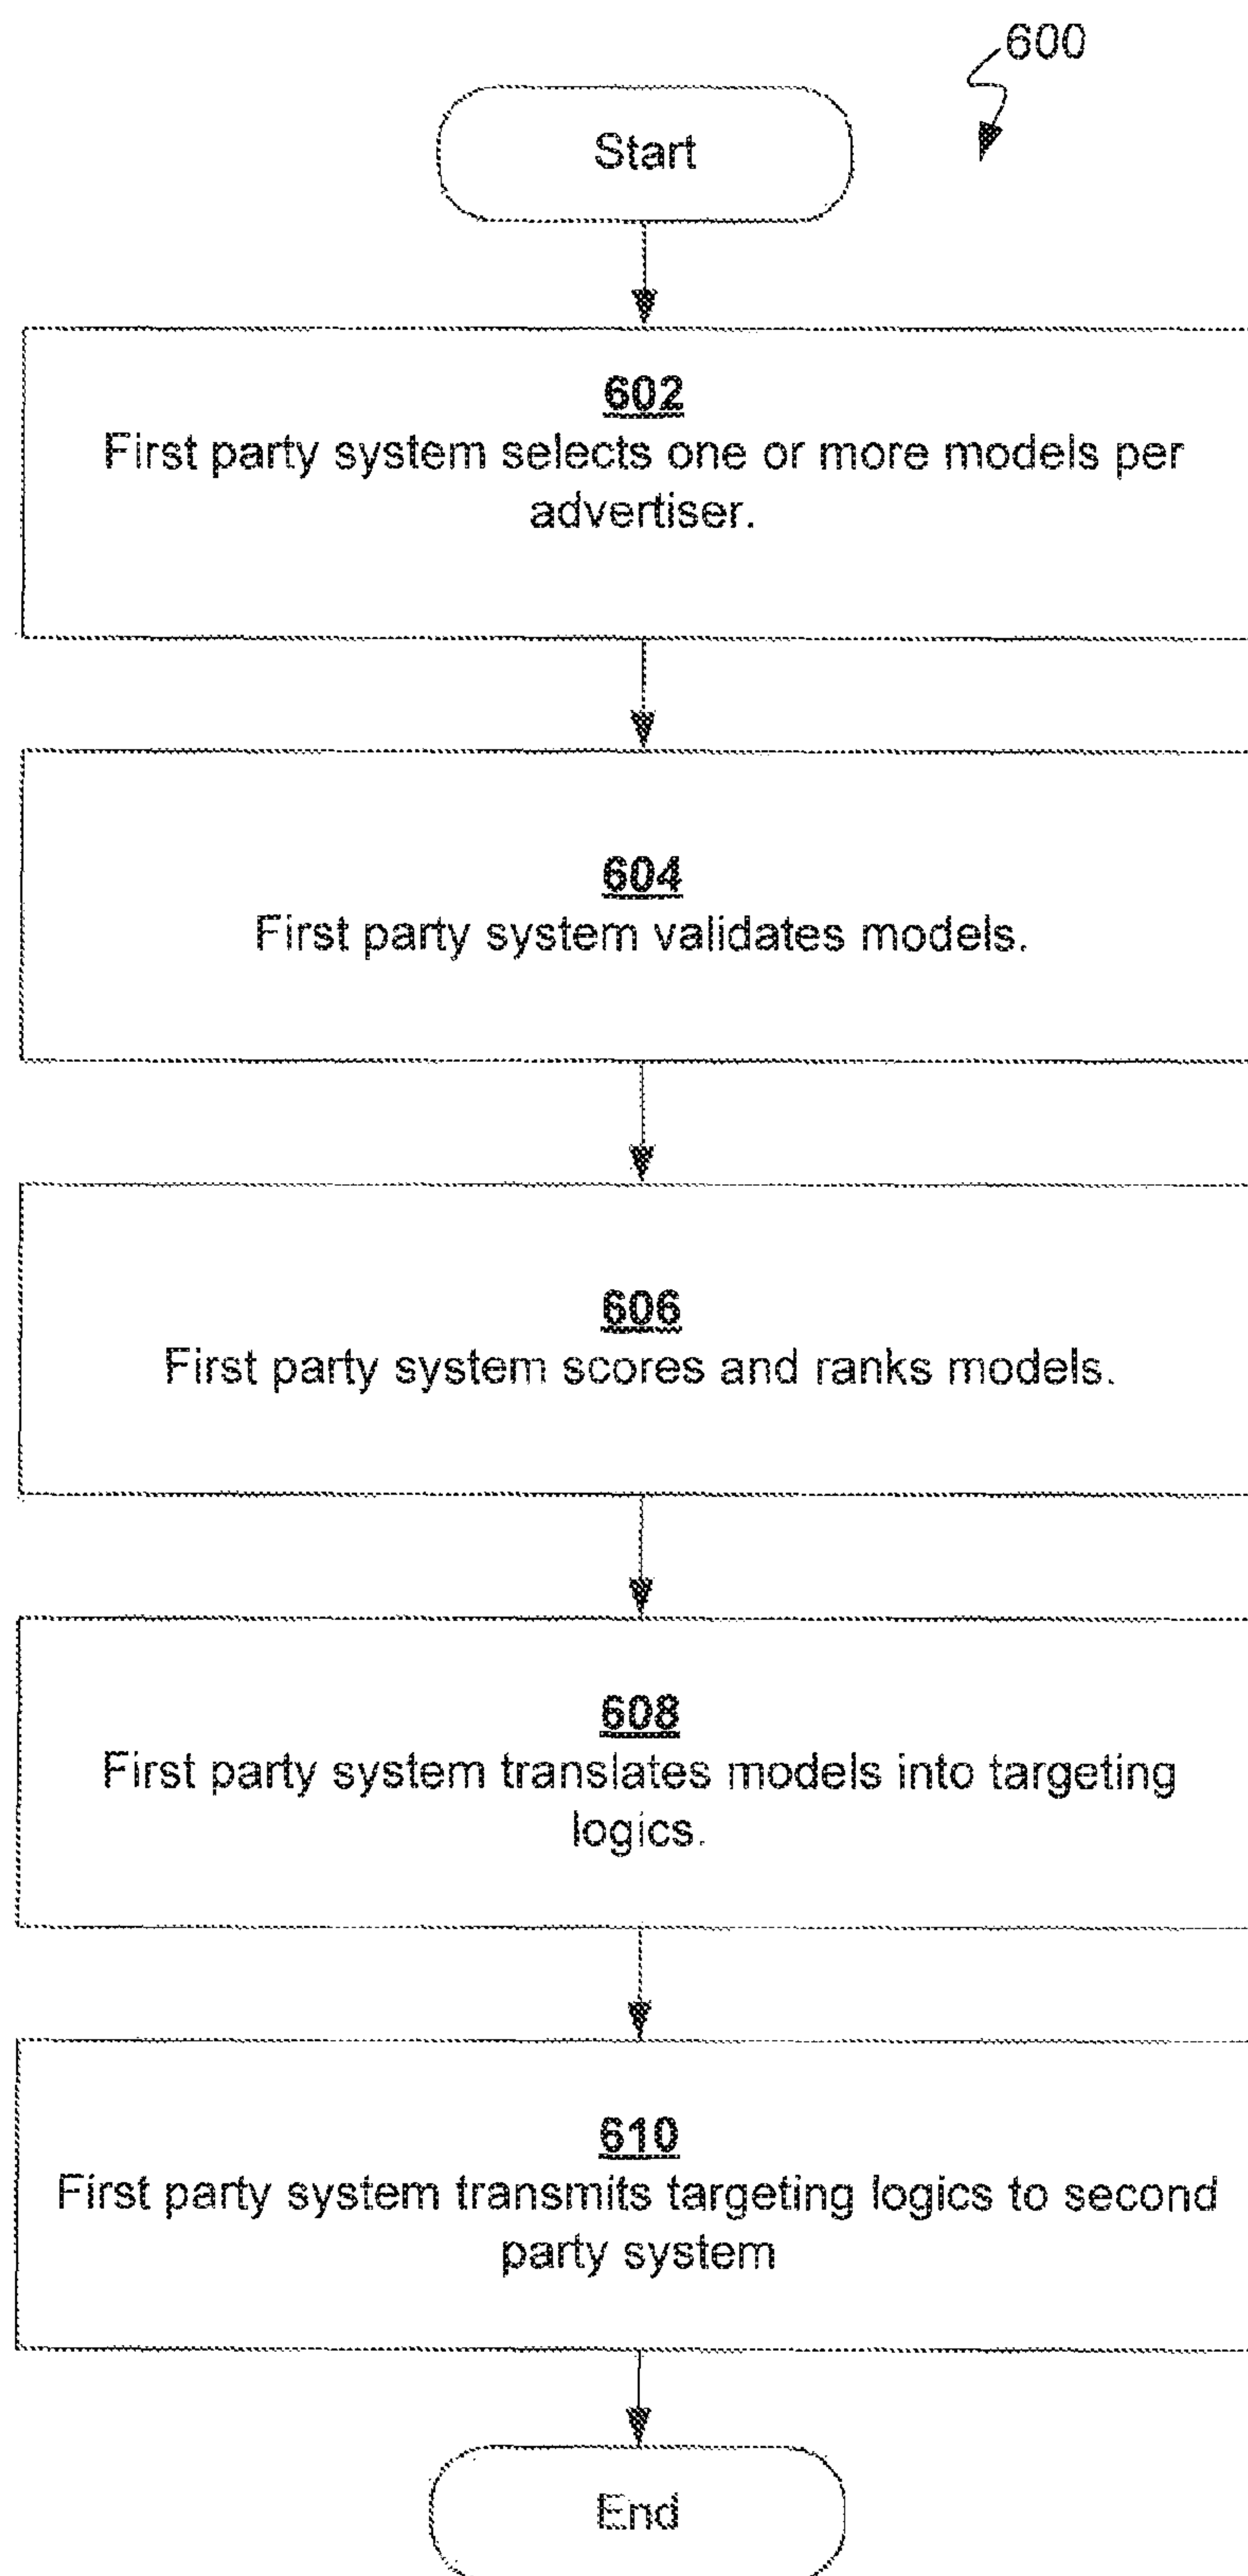 600
Start
602
First party system selects one or more models per
advertiser.
604
First party system validates models.
606
First party system scores and ranks models.
608
First party system translates models into targeting
logics.
610
First party system transmits targeting logics to second
party system
End